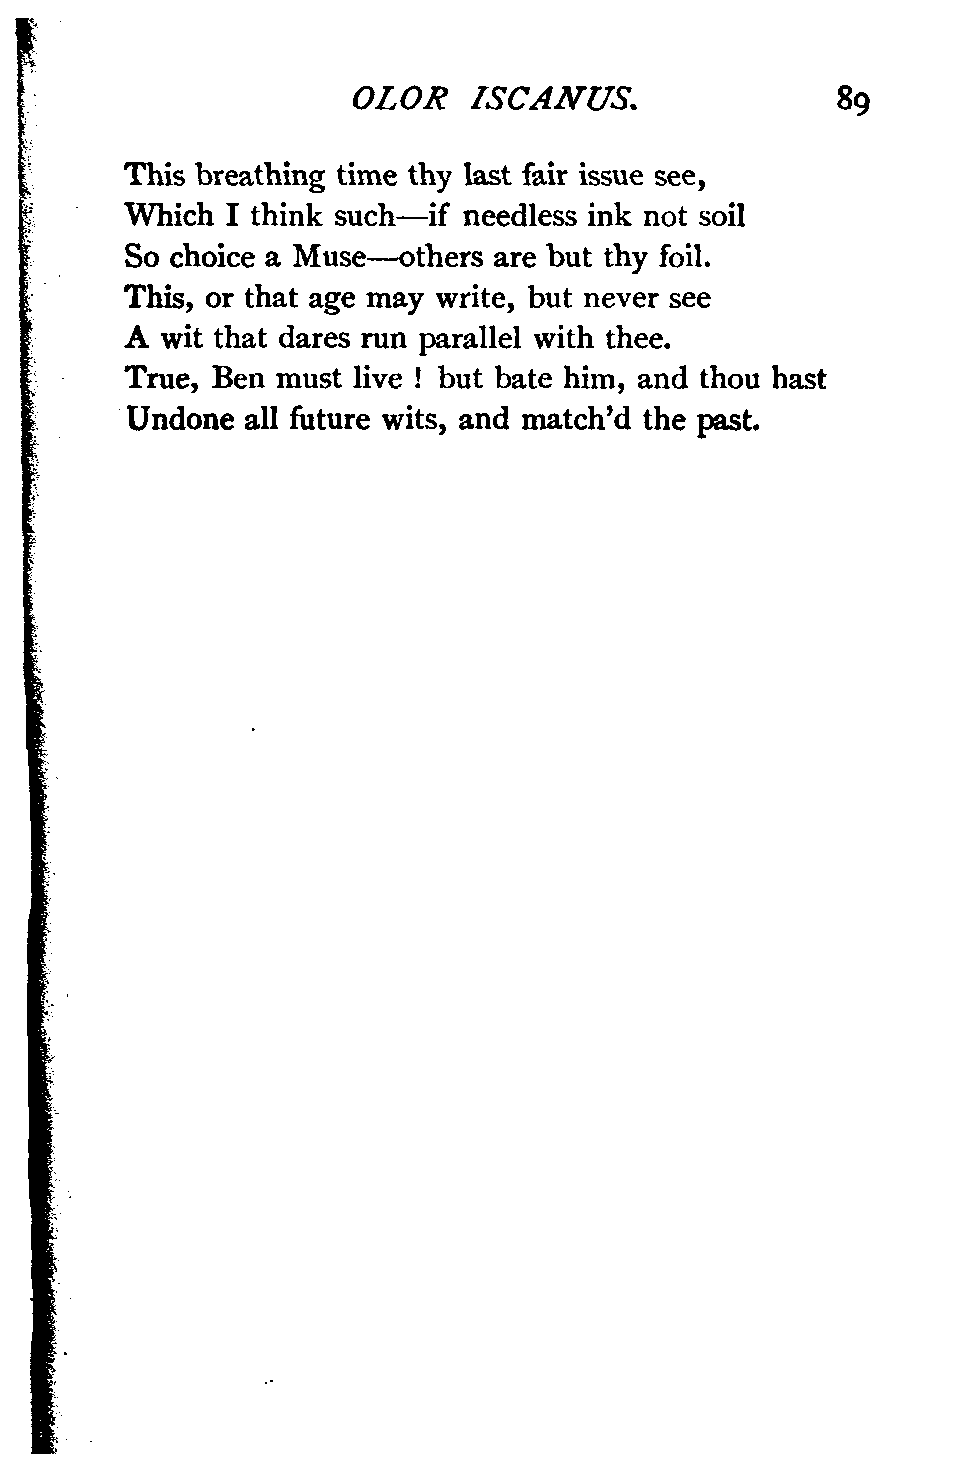 OLOR ISCANUS. 89
This breathing time thy last fair issue see,
Which I think such—if needless ink not soil
So choice a Muse—others are but thy foil.
This, or that age may write, but never see
A wit that dares run parallel with thee.
True, Ben must live ! but bate him, and thou hast
Undone all future wits, and match'd the past.